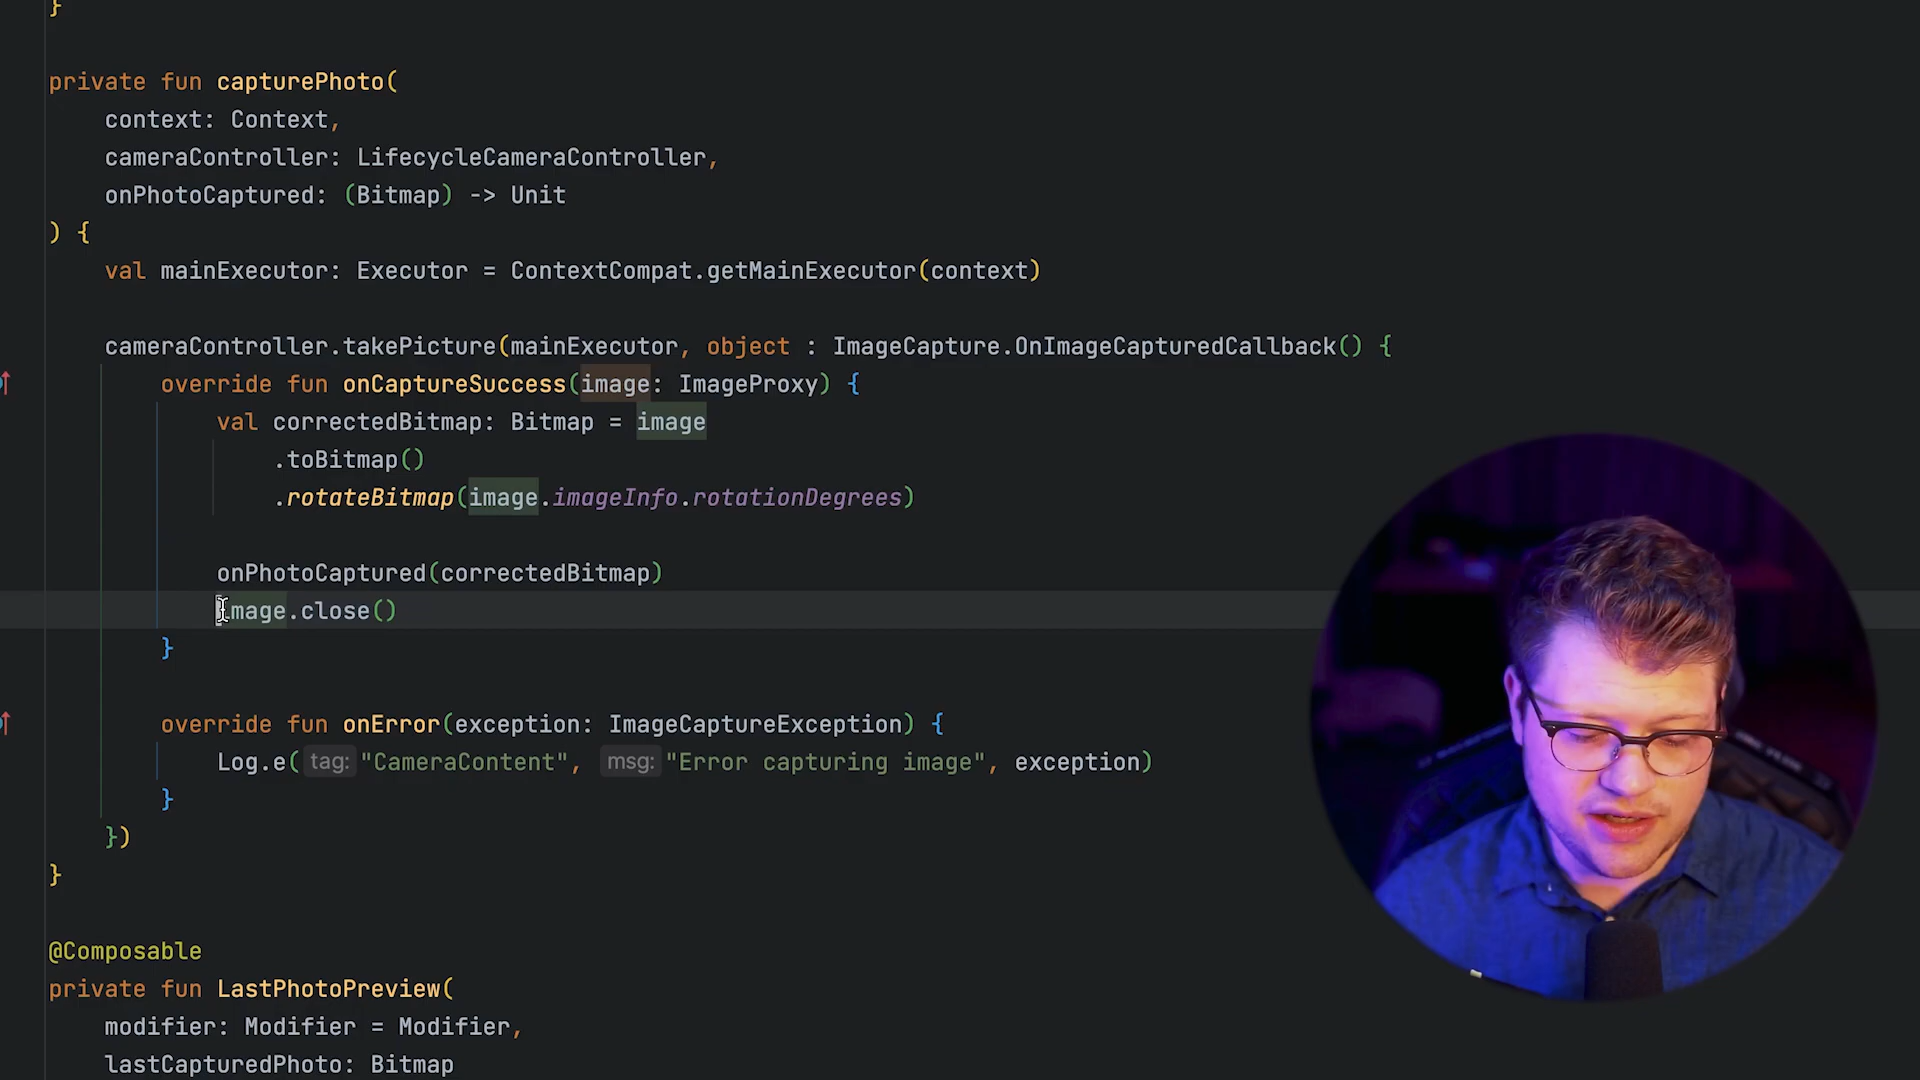 }
private fun capturePhoto(
context: Context,
cameraController: LifecycleCameraController,
onPhotoCaptured: (Bitmap) -> Unit
) {
val mainExecutor: Executor = ContextCompat.getMainExecutor(context)
cameraController.takePicture(mainExecutor, object : ImageCapture.OnImageCapturedCallback() {
override fun onCaptureSuccess(image: ImageProxy) {
val correctedBitmap: Bitmap = image
.toBitmap()
.rotateBitmap(image.imageInfo.rotationDegrees)
onPhotoCaptured(correctedBitmap)
image.close()
}
override fun onError(exception: ImageCaptureException) {
Log.e( tag: "CameraContent", msg: "Error capturing image", exception)
}
})
}
@Composable
private fun LastPhotoPreview(
modifier: Modifier = Modifier,
lastCapturedPhoto: Bitmap